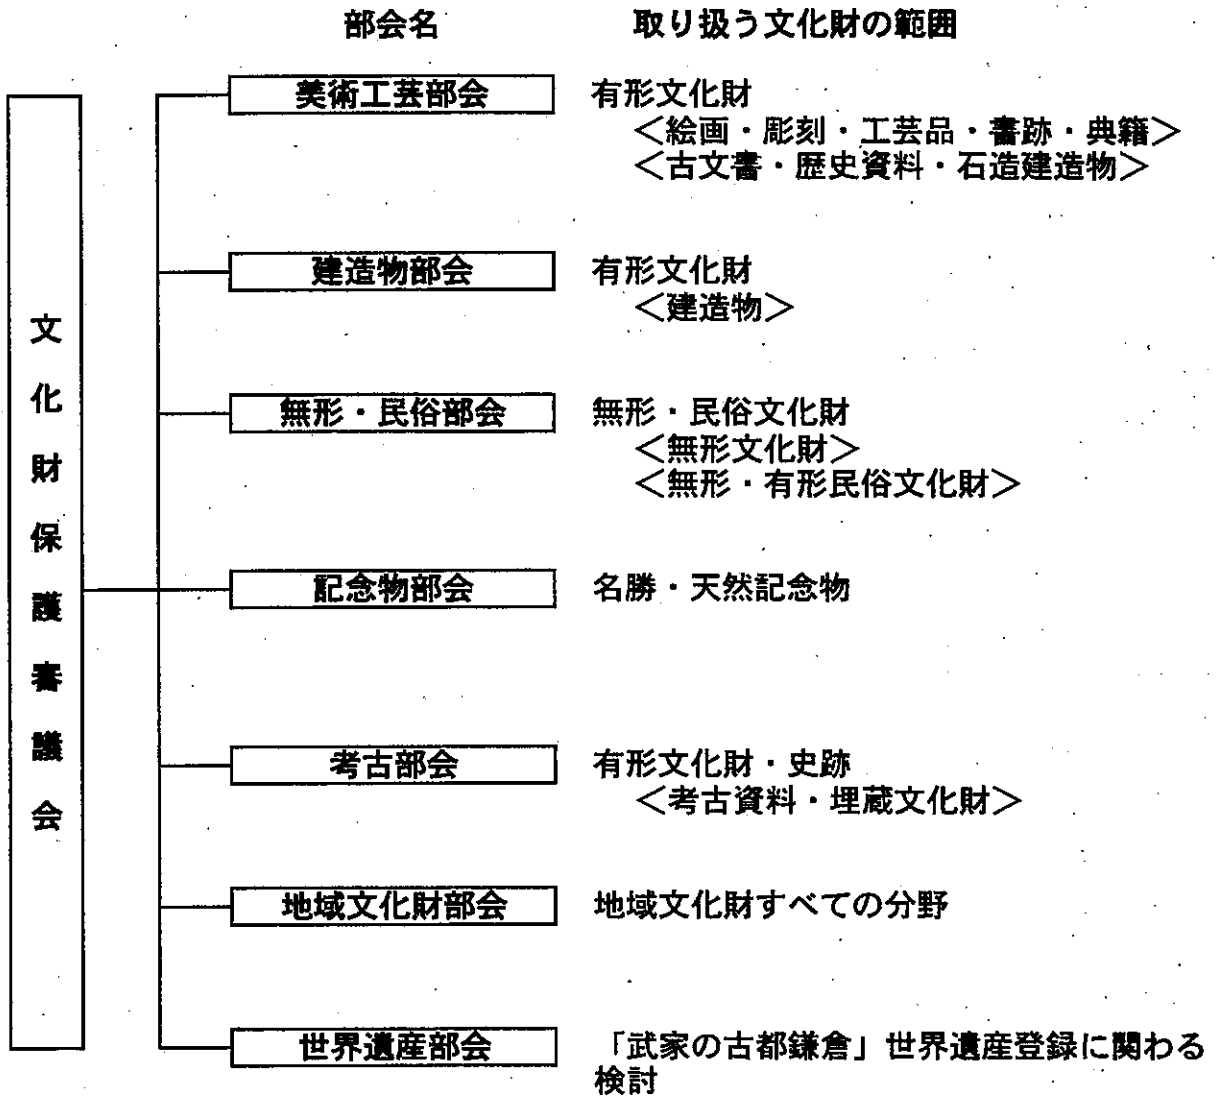 部会名 取り扱う文化財の範囲
文化財保護審議会
美術工芸部会 有形文化財
＜絵画・彫刻・工芸品・書跡・典籍＞
＜古文書・歴史資料・石造建造物＞
建造物部会 有形文化財
＜建造物＞
無形・民俗部会 無形・民俗文化財
＜無形文化財＞
＜無形・有形民俗文化財＞
記念物部会 名勝・天然記念物
考古部会 有形文化財・史跡
＜考古資料・埋蔵文化財＞
地域文化財部会 地域文化財すべての分野
世界遺産部会 「武家の古都鎌倉」世界遺産登録に関わる
検討